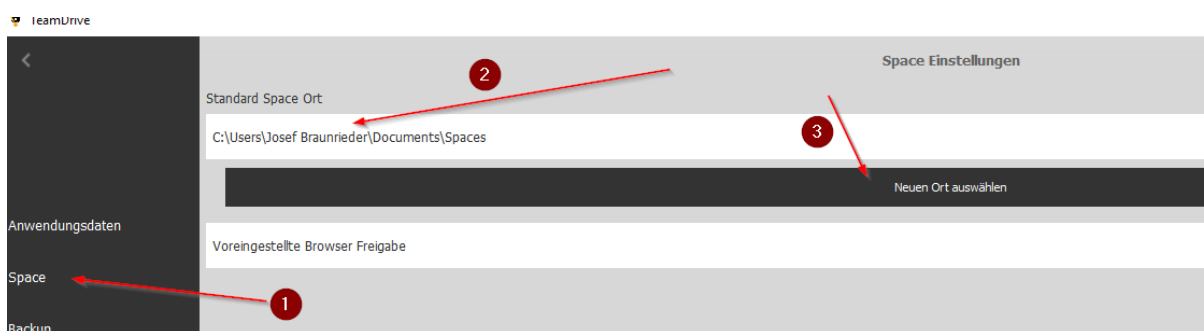 TeamDrive
Space Einstellungen
2
Standard Space Ort
3
C:\Users\Josef Braunrieder\Documents\Spaces
Neuen Ort auswählen
Anwendungsdaten
Voreingestellte Browser Freigabe
Space
1
Backup